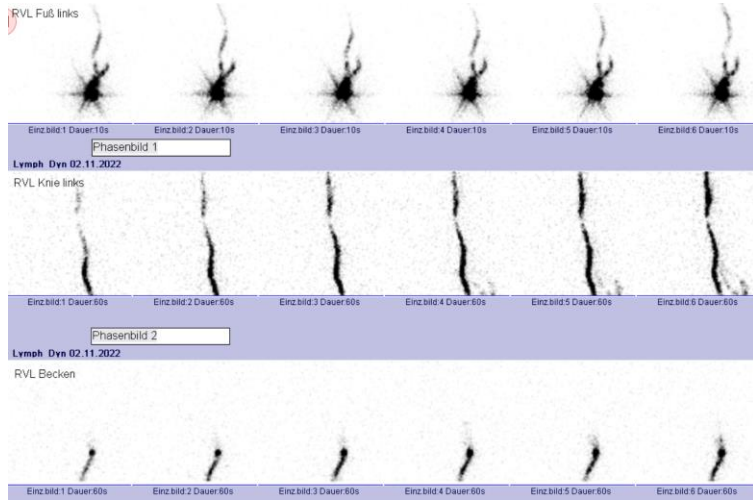 RVL Fuß links
Einz.bild:1 Dauer:10s Einz.bild:2 Dauer:10s Einz.bild:3 Dauer:10s Einz.bild:4 Dauer:10s Einz.bild:5 Dauer:10s Einz.bild:6 Dauer:10s
Phasenbild 1
Lymph Dyn 02.11.2022
RVL Knie links
Einz.bild:1 Dauer:60s Einz.bild:2 Dauer:60s Einz.bild:3 Dauer:60s Einz.bild:4 Dauer:60s Einz.bild:5 Dauer:60s Einz.bild:6 Dauer:60s
Phasenbild 2
Lymph Dyn 02.11.2022
RVL Becken
Einz.bild:1 Dauer:60s Einz.bild:2 Dauer:60s Einz.bild:3 Dauer:60s Einz.bild:4 Dauer:60s Einz.bild:5 Dauer:60s Einz.bild:6 Dauer:60s